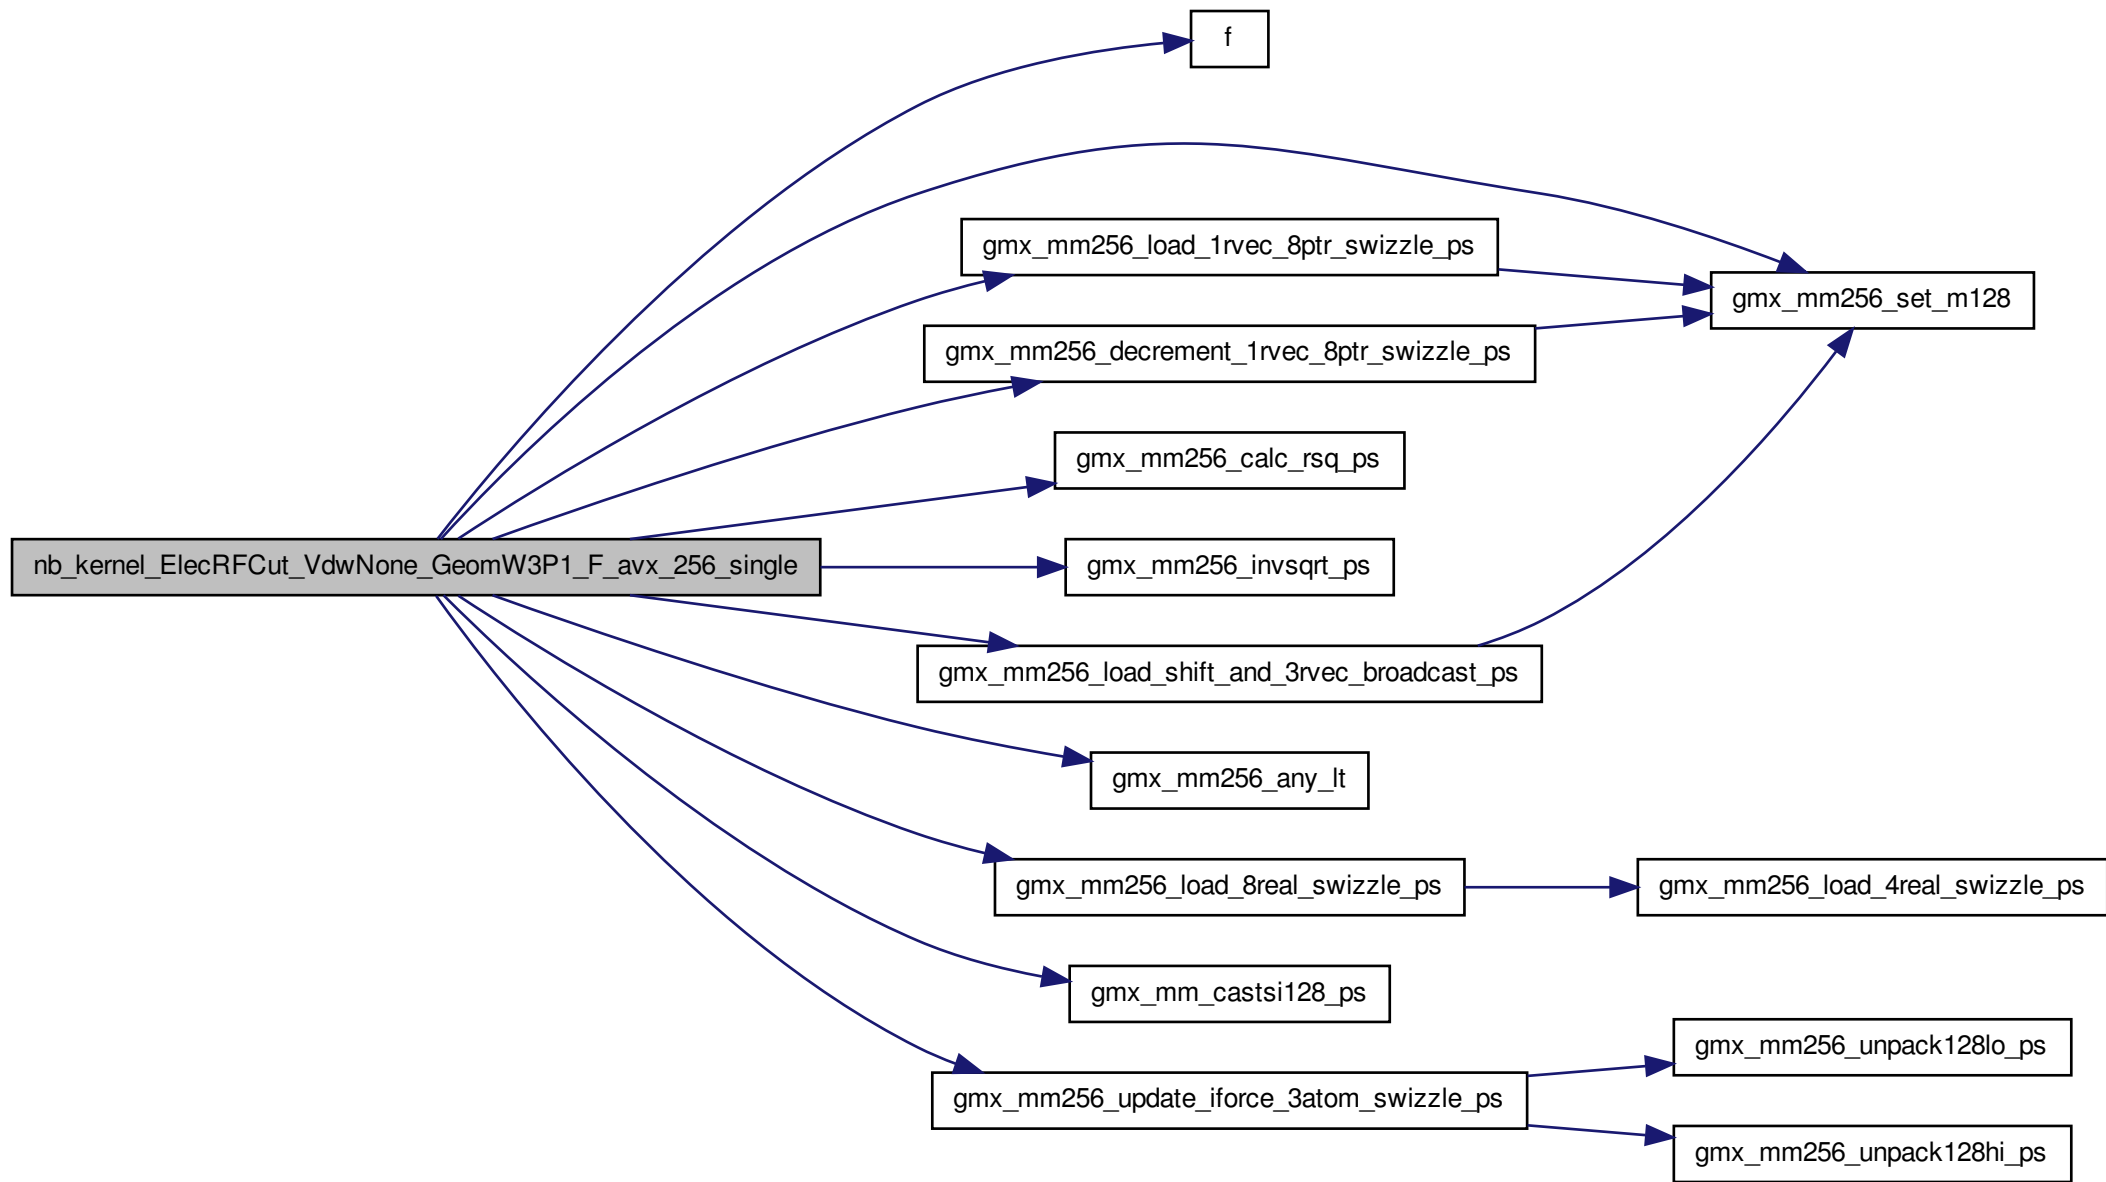 f
gmx_mm256_load_1rvec_8ptr_swizzle_ps
gmx_mm256_set_m128
gmx_mm256_decrement_1rvec_8ptr_swizzle_ps
gmx_mm256_calc_rsq_ps
nb_kernel_ElecRFCut_VdwNone_GeomW3P1_F_avx_256_single
gmx_mm256_invsqrt_ps
gmx_mm256_load_shift_and_3rvec_broadcast_ps
gmx_mm256_any_lt
gmx_mm256_load_8real_swizzle_ps
gmx_mm256_load_4real_swizzle_ps
gmx_mm_castsi128_ps
gmx_mm256_unpack128lo_ps
gmx_mm256_update_iforce_3atom_swizzle_ps
gmx_mm256_unpack128hi_ps